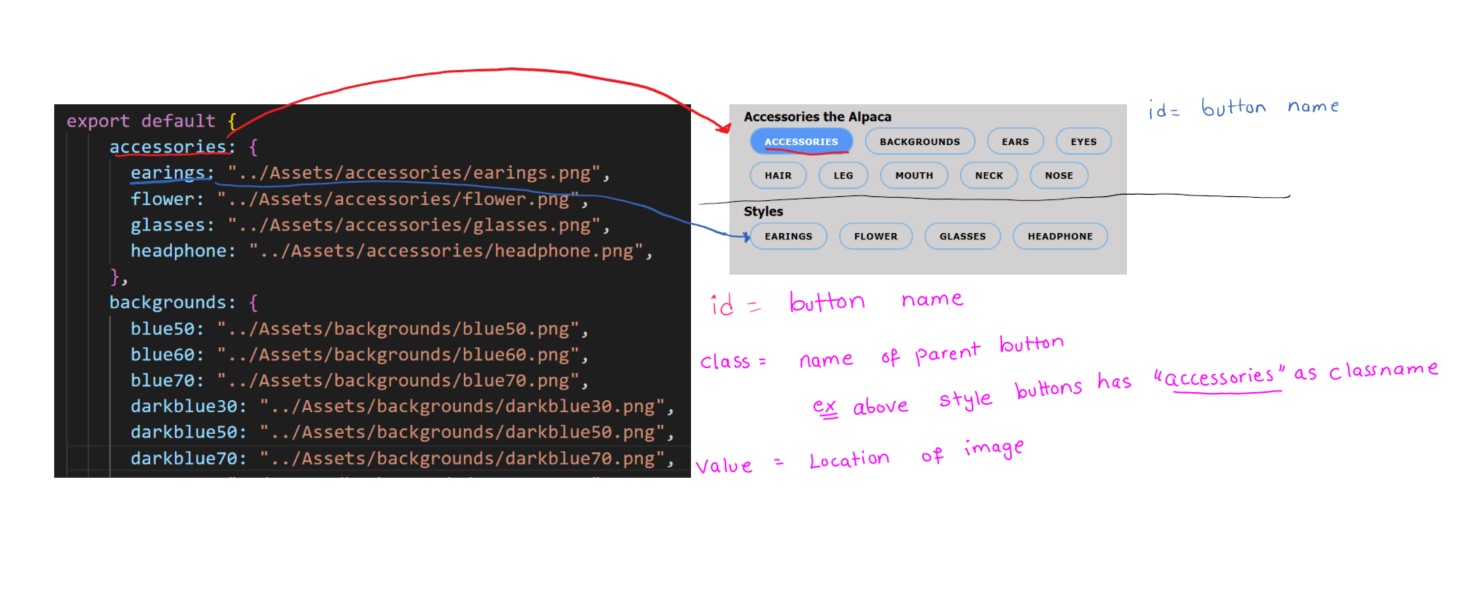 export default {
accessories: {
earings: "../Assets/accessories/earings.png",
flower: "../Assets/accessories/flower.png",
glasses: "../Assets/accessories/glasses.png",
headphone: "../Assets/accessories/headphone.png",
},
backgrounds: {
blue50: "../Assets/backgrounds/blue50.png",
blue60: "../Assets/backgrounds/blue60.png",
blue70: "../Assets/backgrounds/blue70.png",
darkblue30: "../Assets/backgrounds/darkblue30.png",
darkblue50: "../Assets/backgrounds/darkblue50.png",
darkblue70: "../Assets/backgrounds/darkblue70.png",
Accessories the Alpaca
ACCESSORIES BACKGROUNDS EARS EYES
HAIR LEG MOUTH NECK NOSE
Styles
EARINGS FLOWER GLASSES HEADPHONE
id= button name
id = button name
class = name of parent button
ex above style buttons has "accessories" as classname
Value = Location of image